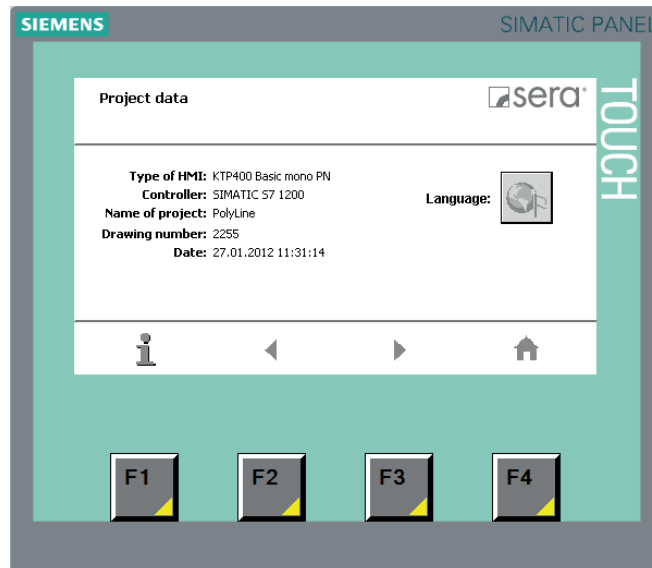 SIEMENS
SIMATIC PANEL
TOUCH
Project data
sera
Type of HMI: KTP400 Basic mono PN
Controller: SIMATIC S7 1200
Name of project: PolyLine
Drawing number: 2255
Date: 27.01.2012 11:31:14
Language:
F1
F2
F3
F4